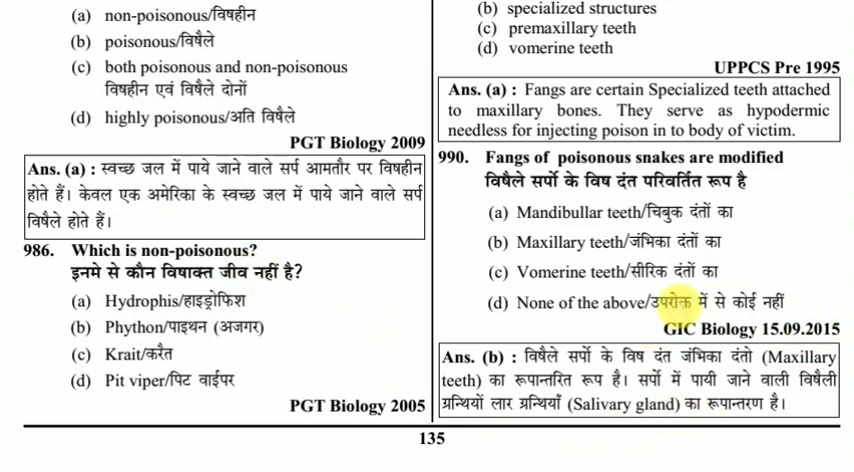 (a) non-poisonous/विषहीन
(b) poisonous/विषैले
(c) both poisonous and non-poisonous
विषहीन एवं विषैले दोनों
(d) highly poisonous/अति विषैले
PGT Biology 2009
Ans. (a) : स्वच्छ जल में पाये जाने वाले सर्प आमतौर पर विषहीन
होते हैं। केवल एक अमेरिका के स्वच्छ जल में पाये जाने वाले सर्प
विषैले होते हैं।
986. Which is non-poisonous?
इनमे से कौन विषाक्त जीव नहीं है?
(a) Hydrophis/हाइड्रोफिश
(b) Phython/पाइथन (अजगर)
(c) Krait/करैत
(d) Pit viper/पिट वाईपर
PGT Biology 2005
(b) specialized structures
(c) premaxillary teeth
(d) vomerine teeth
UPPCS Pre 1995
Ans. (a) : Fangs are certain Specialized teeth attached
to maxillary bones. They serve as hypodermic
needless for injecting poison in to body of victim.
990. Fangs of poisonous snakes are modified
विषैले सर्पो के विष दंत परिवर्तित रूप है
(a) Mandibullar teeth/चिबुक दंतों का
(b) Maxillary teeth/जंभिका दंतों का
(c) Vomerine teeth/सीरिक दंतों का
(d) None of the above/उपरोक्त में से कोई नहीं
GIC Biology 15.09.2015
Ans. (b) : विषैले सर्पो के विष दंत जंभिका दंतो (Maxillary
teeth) का रूपान्तरित रूप है। सर्पो में पायी जाने वाली विषैली
ग्रन्थियों लार ग्रन्थियाँ (Salivary gland) का रूपान्तरण है।
135